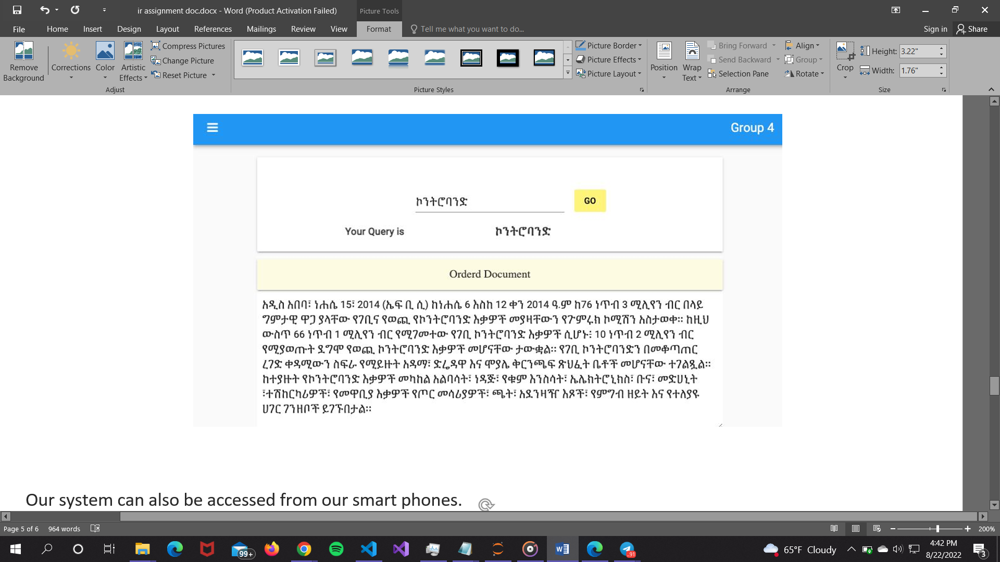 ir assignment doc.docx - Word (Product Activation Failed)
Picture Tools
File Home Insert Design Layout References Mailings Review View Format Tell me what you want to do... Sign in Share
Remove Background
Corrections
Color
Artistic Effects
Compress Pictures
Change Picture
Reset Picture
Adjust
Picture Styles
Picture Border
Picture Effects
Picture Layout
Position
Wrap Text
Bring Forward
Send Backward
Selection Pane
Align
Group
Rotate
Arrange
Crop
Height: 3.22"
Width: 1.76"
Size
Group 4
ኮንትሮባንድ GO
Your Query is ኮንትሮባንድ
Orderd Document
አዲስ አበባ፣ ነሐሴ 15፣ 2014 (ኤፍ ቢ ሲ) ከነሐሴ 6 እስከ 12 ቀን 2014 ዓ.ም ከ76 ነጥብ 3 ሚሊየን ብር በላይ
ግምታዊ ዋጋ ያላቸው የገቢና የወጪ የኮንትሮባንድ እቃዎች መያዛቸውን የጉምሩክ ኮሚሽን አስታወቀ፡፡ ከዚህ
ውስጥ 66 ነጥብ 1 ሚሊየን ብር የሚገመተው የገቢ ኮንትሮባንድ እቃዎች ሲሆኑ፥ 10 ነጥብ 2 ሚሊየን ብር
የሚያወጡት ደግሞ የወጪ ኮንትሮባንድ እቃዎች መሆናቸው ታውቋል፡፡ የገቢ ኮንትሮባንድን በመቆጣጠር
ረገድ ቀዳሚውን ስፍራ የሚይዙት አዳማ፣ ድሬዳዋ እና ሞያሌ ቅርንጫፍ ጽህፈት ቤቶች መሆናቸው ተገልጿል፡፡
ከተያዙት የኮንትሮባንድ እቃዎች መካከል አልባሳት፣ ነዳጅ፣ የቁም እንስሳት፣ ኤሌክትሮኒክስ፣ ቡና፣ መድሀኒት
፣ተሽከርካሪዎች፣ የመዋቢያ እቃዎች የጦር መሳሪያዎች፣ ጫት፣ አደንዛዥ እጾች፣ የምግብ ዘይት እና የተለያዩ
ሀገር ገንዘቦች ይገኙበታል፡፡
Our system can also be accessed from our smart phones.
Page 5 of 6 964 words 200%
99+
91
65°F Cloudy
4:42 PM
8/22/2022
3